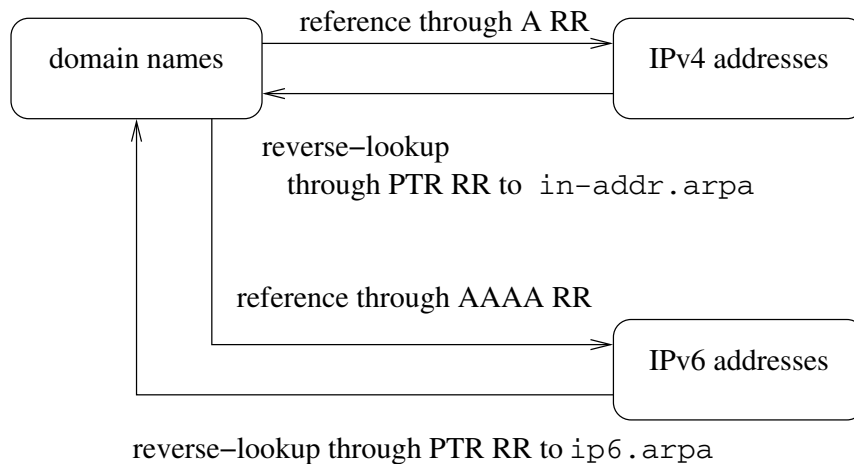 reference through A RR
domain names
IPv4 addresses
reverse−lookup
through PTR RR to in−addr.arpa
reference through AAAA RR
IPv6 addresses
reverse−lookup through PTR RR to ip6.arpa